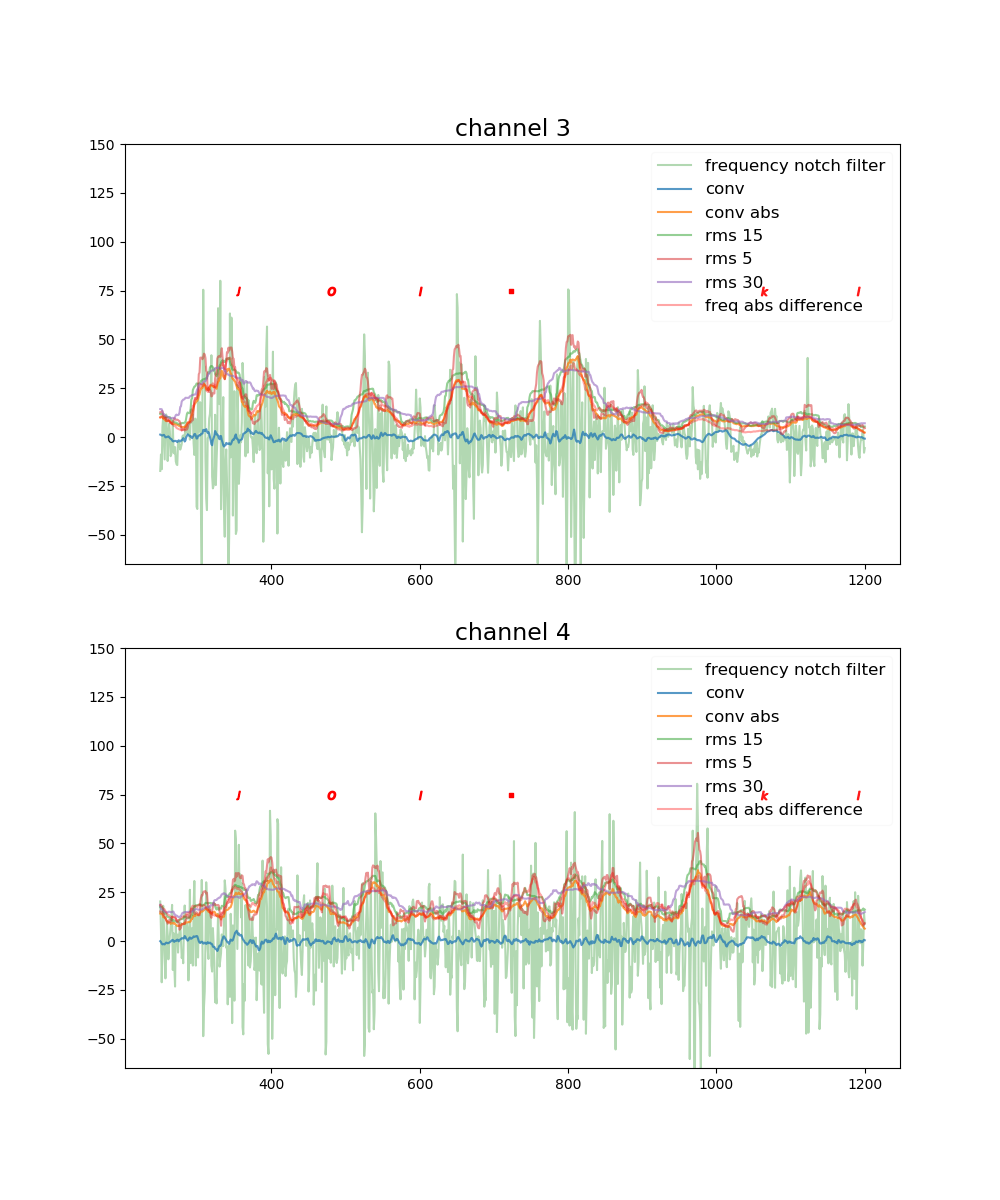 channel 3
150
125
100
75
50
25
0
−25
−50
frequency notch filter
conv
conv abs
rms 15
rms 5
rms 30
freq abs difference
J O I ▪ k l
400 600 800 1000 1200
channel 4
150
125
100
75
50
25
0
−25
−50
frequency notch filter
conv
conv abs
rms 15
rms 5
rms 30
freq abs difference
J O I ▪ k l
400 600 800 1000 1200